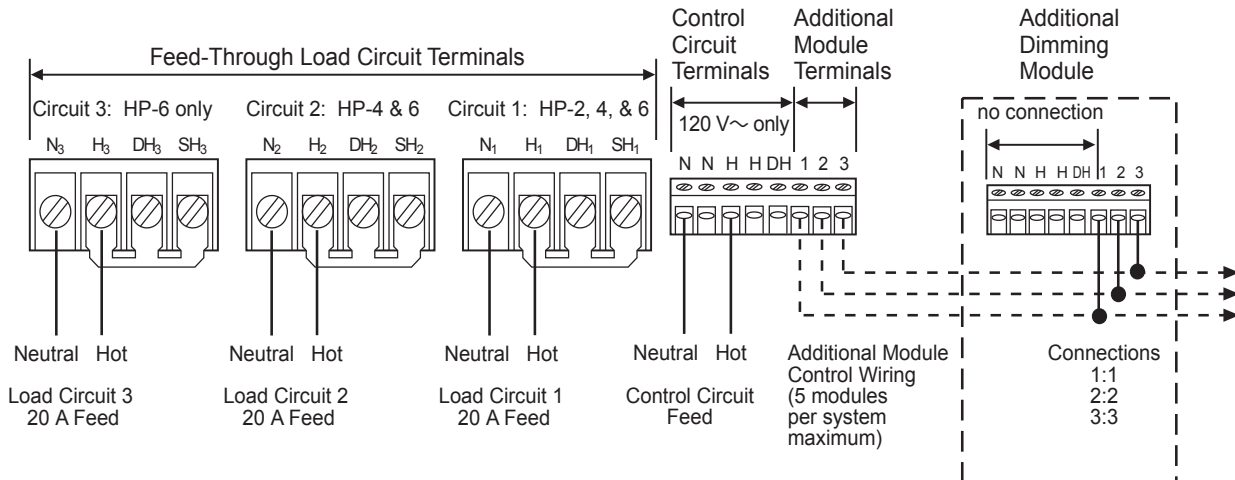 Feed-Through Load Circuit Terminals
Circuit 3: HP-6 only
N3 H3 DH3 SH3
Neutral Hot
Load Circuit 3
20 A Feed
Circuit 2: HP-4 & 6
N2 H2 DH2 SH2
Neutral Hot
Load Circuit 2
20 A Feed
Circuit 1: HP-2, 4, & 6
N1 H1 DH1 SH1
Neutral Hot
Load Circuit 1
20 A Feed
Control
Circuit
Terminals
120 V~ only
Additional
Module
Terminals
N N H H DH 1 2 3
Neutral Hot
Control Circuit
Feed
Additional Module
Control Wiring
(5 modules
per system
maximum)
Additional
Dimming
Module
no connection
N N H H DH 1 2 3
Connections
1:1
2:2
3:3